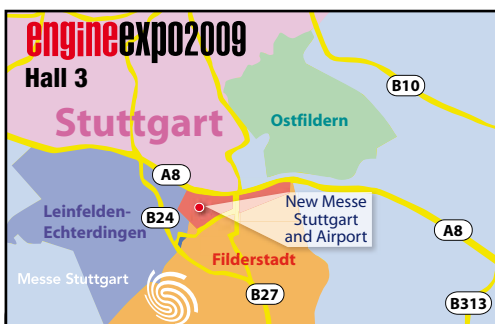 engineexpo2009
Hall 3
B10
Stuttgart
Ostfildern
A8
Leinfelden-
Echterdingen
B24
New Messe
Stuttgart
and Airport
A8
Filderstadt
Messe Stuttgart
B27
B313